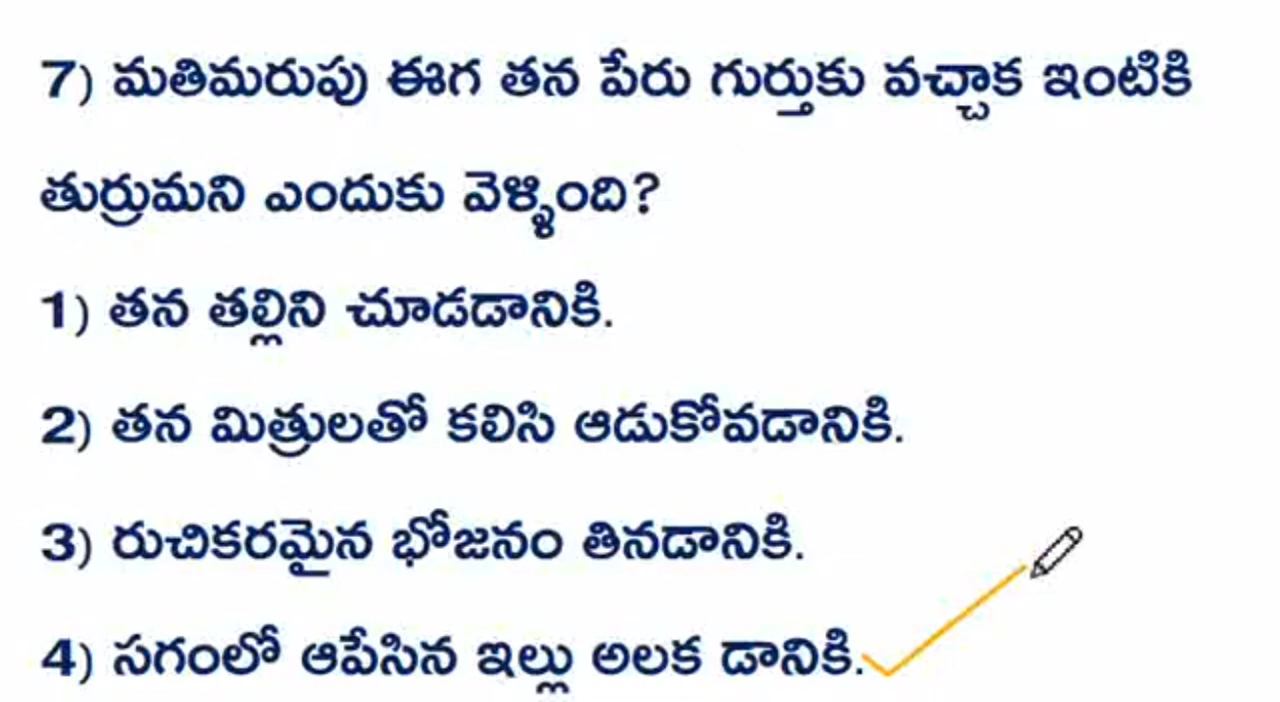 7) మతిమరుపు ఈగ తన పేరు గుర్తుకు వచ్చాక ఇంటికి
తుర్రుమని ఎందుకు వెళ్ళింది?
1) తన తల్లిని చూడడానికి.
2) తన మిత్రులతో కలిసి ఆడుకోవడానికి.
3) రుచికరమైన భోజనం తినడానికి.
4) సగంలో ఆపేసిన ఇల్లు అలక డానికి.